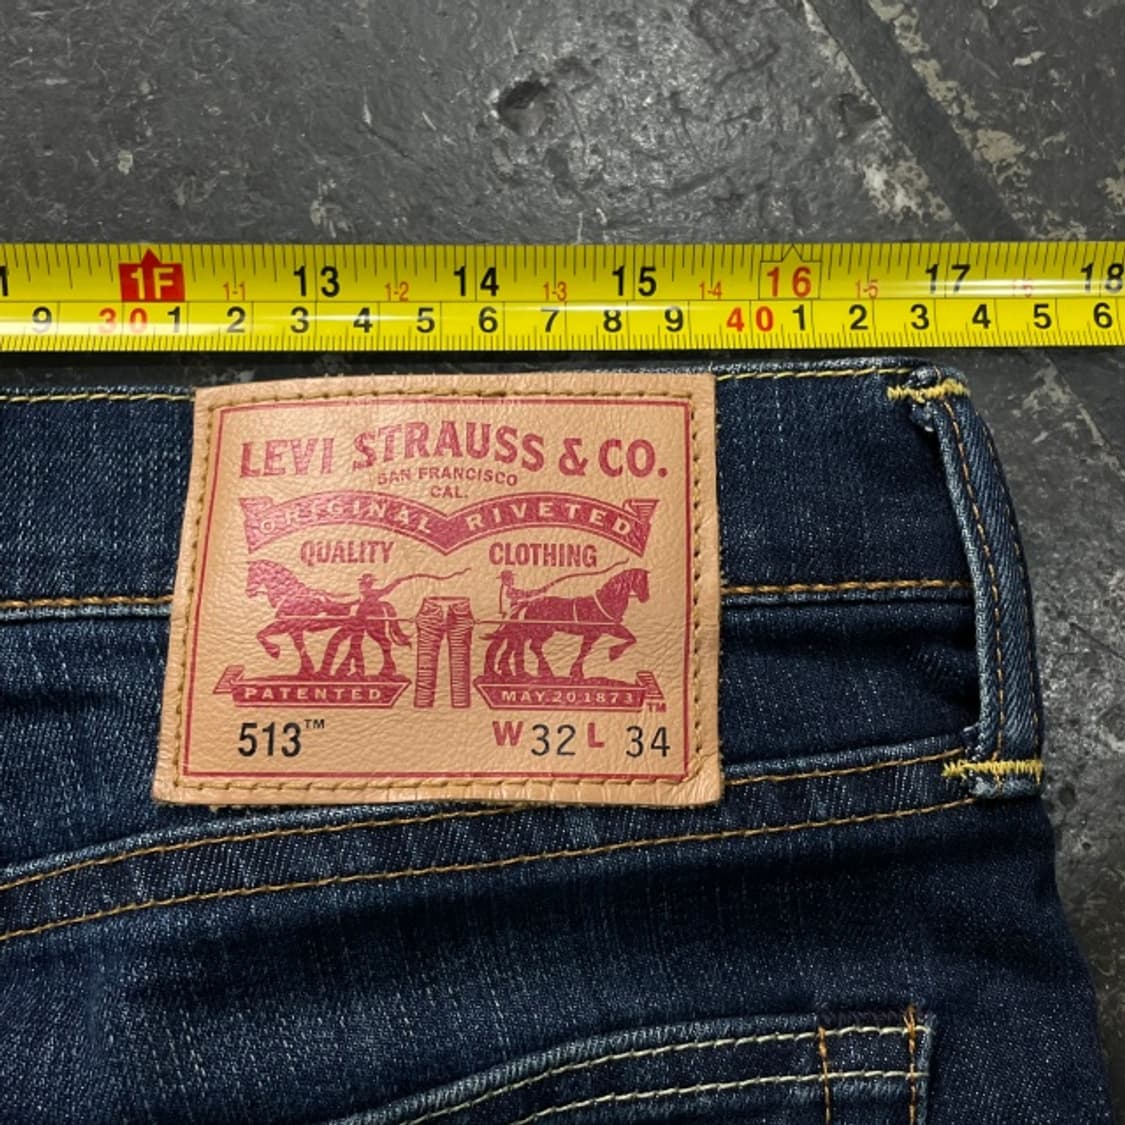 1 1F 1-1 13 1-2 14 1-3 15 1-4 16 1-5 17 1-6 18
9 30 1 2 3 4 5 6 7 8 9 40 1 2 3 4 5 6
LEVI STRAUSS & CO.
SAN FRANCISCO
CAL.
ORIGINAL RIVETED
QUALITY CLOTHING
PATENTED MAY.20.1873 ™
513™ W 32 L 34